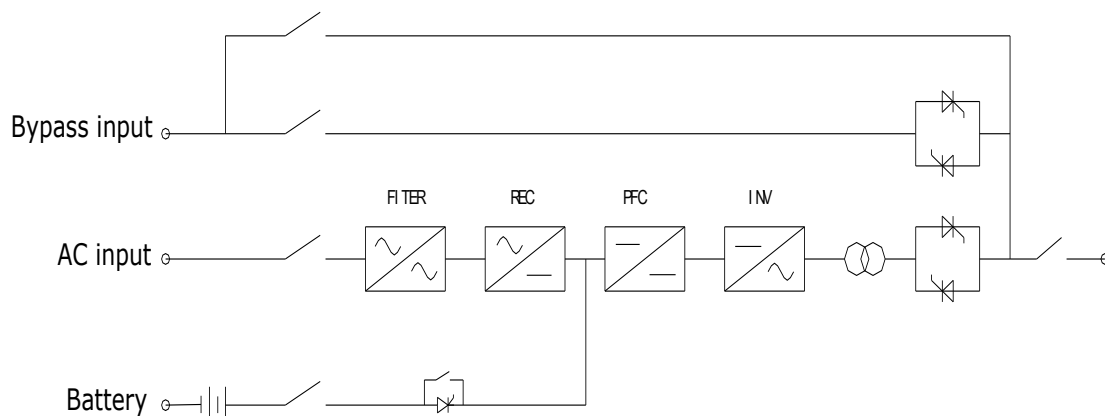 Bypass input
FITER REC PFC INV
AC input
Battery